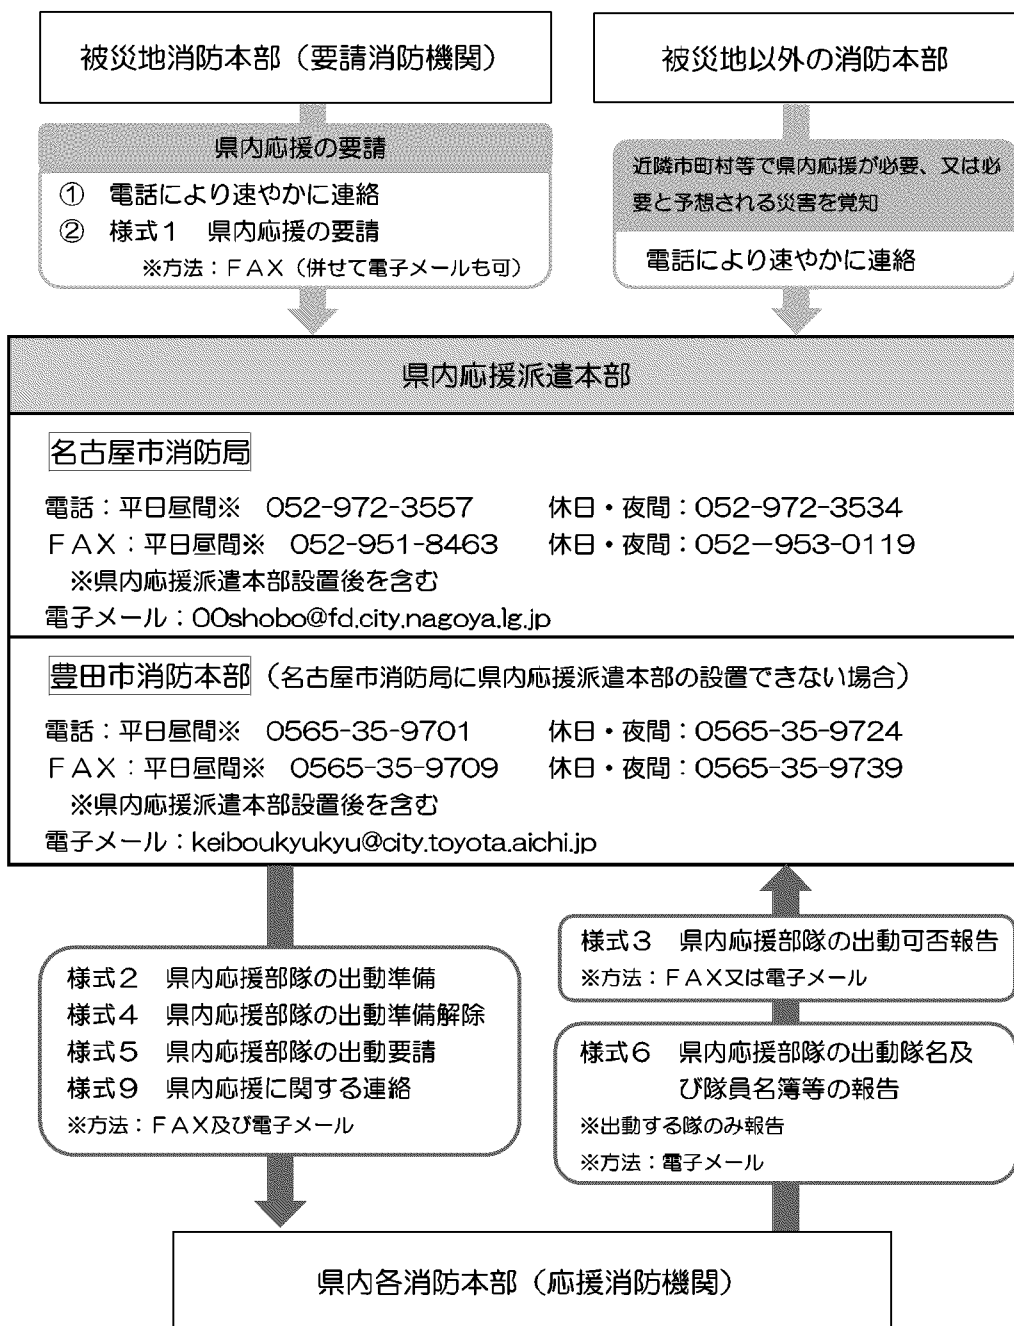 被災地消防本部（要請消防機関）
被災地以外の消防本部
県内応援の要請
① 電話により速やかに連絡
② 様式１ 県内応援の要請
※方法：ＦＡＸ（併せて電子メールも可）
近隣市町村等で県内応援が必要、又は必
要と予想される災害を覚知
電話により速やかに連絡
県内応援派遣本部
名古屋市消防局
電話：平日昼間※ 052-972-3557 休日・夜間：052-972-3534
ＦＡＸ：平日昼間※ 052-951-8463 休日・夜間：052－953-0119
※県内応援派遣本部設置後を含む
電子メール：00shobo@fd.city.nagoya.lg.jp
豊田市消防本部（名古屋市消防局に県内応援派遣本部の設置できない場合）
電話：平日昼間※ 0565-35-9701 休日・夜間：0565-35-9724
ＦＡＸ：平日昼間※ 0565-35-9709 休日・夜間：0565-35-9739
※県内応援派遣本部設置後を含む
電子メール：keiboukyukyu@city.toyota.aichi.jp
様式２ 県内応援部隊の出動準備
様式４ 県内応援部隊の出動準備解除
様式５ 県内応援部隊の出動要請
様式９ 県内応援に関する連絡
※方法：ＦＡＸ及び電子メール
様式３ 県内応援部隊の出動可否報告
※方法：ＦＡＸ又は電子メール
様式６ 県内応援部隊の出動隊名及
び隊員名簿等の報告
※出動する隊のみ報告
※方法：電子メール
県内各消防本部（応援消防機関）